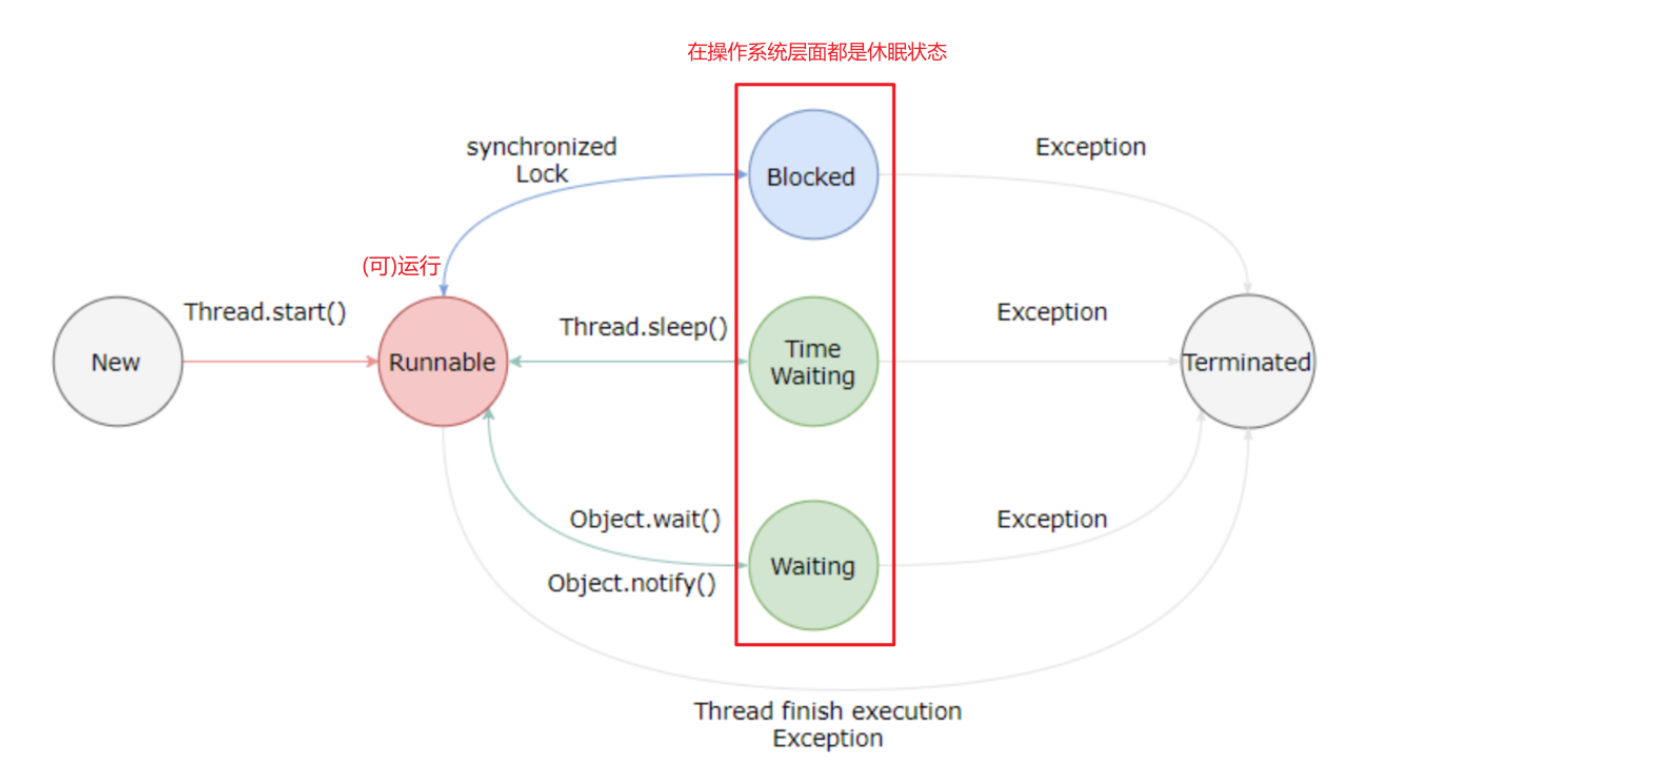 在操作系统层面都是休眠状态
synchronized
Lock
Blocked
Exception
(可)运行
Thread.start()
New
Runnable
Thread.sleep()
Time
Waiting
Exception
Terminated
Object.wait()
Object.notify()
Waiting
Exception
Thread finish execution
Exception